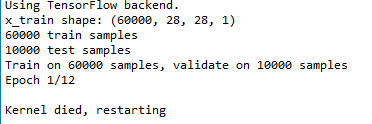 Using TensorFlow backend.
x_train shape: (60000, 28, 28, 1)
60000 train samples
10000 test samples
Train on 60000 samples, validate on 10000 samples
Epoch 1/12
Kernel died, restarting